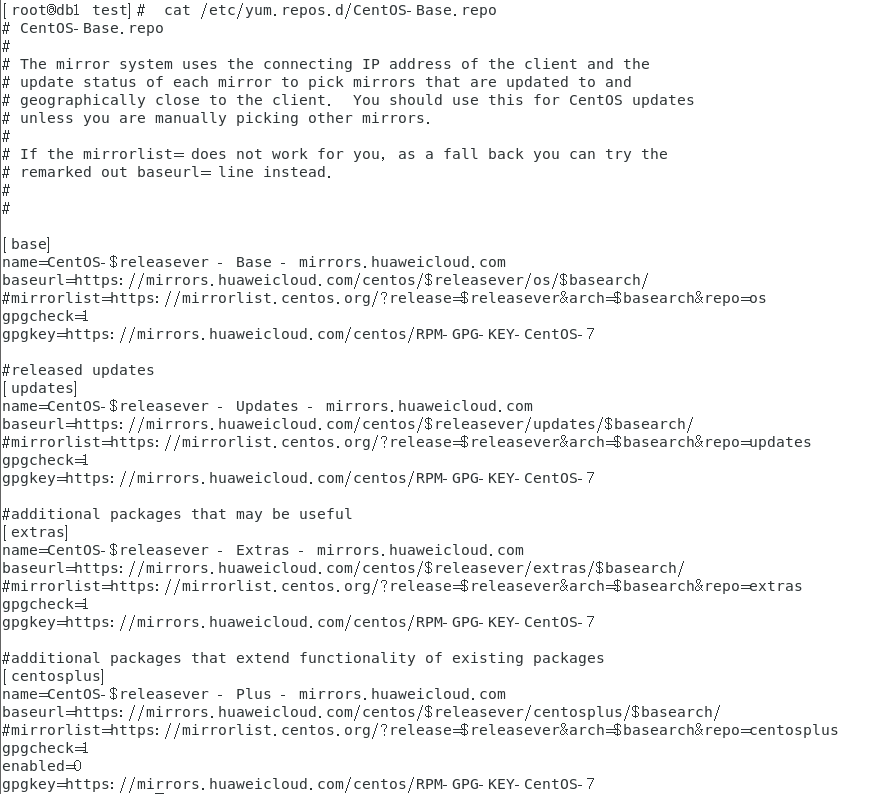 [root@db1 test]# cat /etc/yum.repos.d/CentOS-Base.repo
# CentOS-Base.repo
#
# The mirror system uses the connecting IP address of the client and the
# update status of each mirror to pick mirrors that are updated to and
# geographically close to the client.  You should use this for CentOS updates
# unless you are manually picking other mirrors.
#
# If the mirrorlist= does not work for you, as a fall back you can try the
# remarked out baseurl= line instead.
#
#

[base]
name=CentOS-$releasever - Base - mirrors.huaweicloud.com
baseurl=https://mirrors.huaweicloud.com/centos/$releasever/os/$basearch/
#mirrorlist=https://mirrorlist.centos.org/?release=$releasever&arch=$basearch&repo=os
gpgcheck=1
gpgkey=https://mirrors.huaweicloud.com/centos/RPM-GPG-KEY-CentOS-7

#released updates
[updates]
name=CentOS-$releasever - Updates - mirrors.huaweicloud.com
baseurl=https://mirrors.huaweicloud.com/centos/$releasever/updates/$basearch/
#mirrorlist=https://mirrorlist.centos.org/?release=$releasever&arch=$basearch&repo=updates
gpgcheck=1
gpgkey=https://mirrors.huaweicloud.com/centos/RPM-GPG-KEY-CentOS-7

#additional packages that may be useful
[extras]
name=CentOS-$releasever - Extras - mirrors.huaweicloud.com
baseurl=https://mirrors.huaweicloud.com/centos/$releasever/extras/$basearch/
#mirrorlist=https://mirrorlist.centos.org/?release=$releasever&arch=$basearch&repo=extras
gpgcheck=1
gpgkey=https://mirrors.huaweicloud.com/centos/RPM-GPG-KEY-CentOS-7

#additional packages that extend functionality of existing packages
[centosplus]
name=CentOS-$releasever - Plus - mirrors.huaweicloud.com
baseurl=https://mirrors.huaweicloud.com/centos/$releasever/centosplus/$basearch/
#mirrorlist=https://mirrorlist.centos.org/?release=$releasever&arch=$basearch&repo=centosplus
gpgcheck=1
enabled=0
gpgkey=https://mirrors.huaweicloud.com/centos/RPM-GPG-KEY-CentOS-7